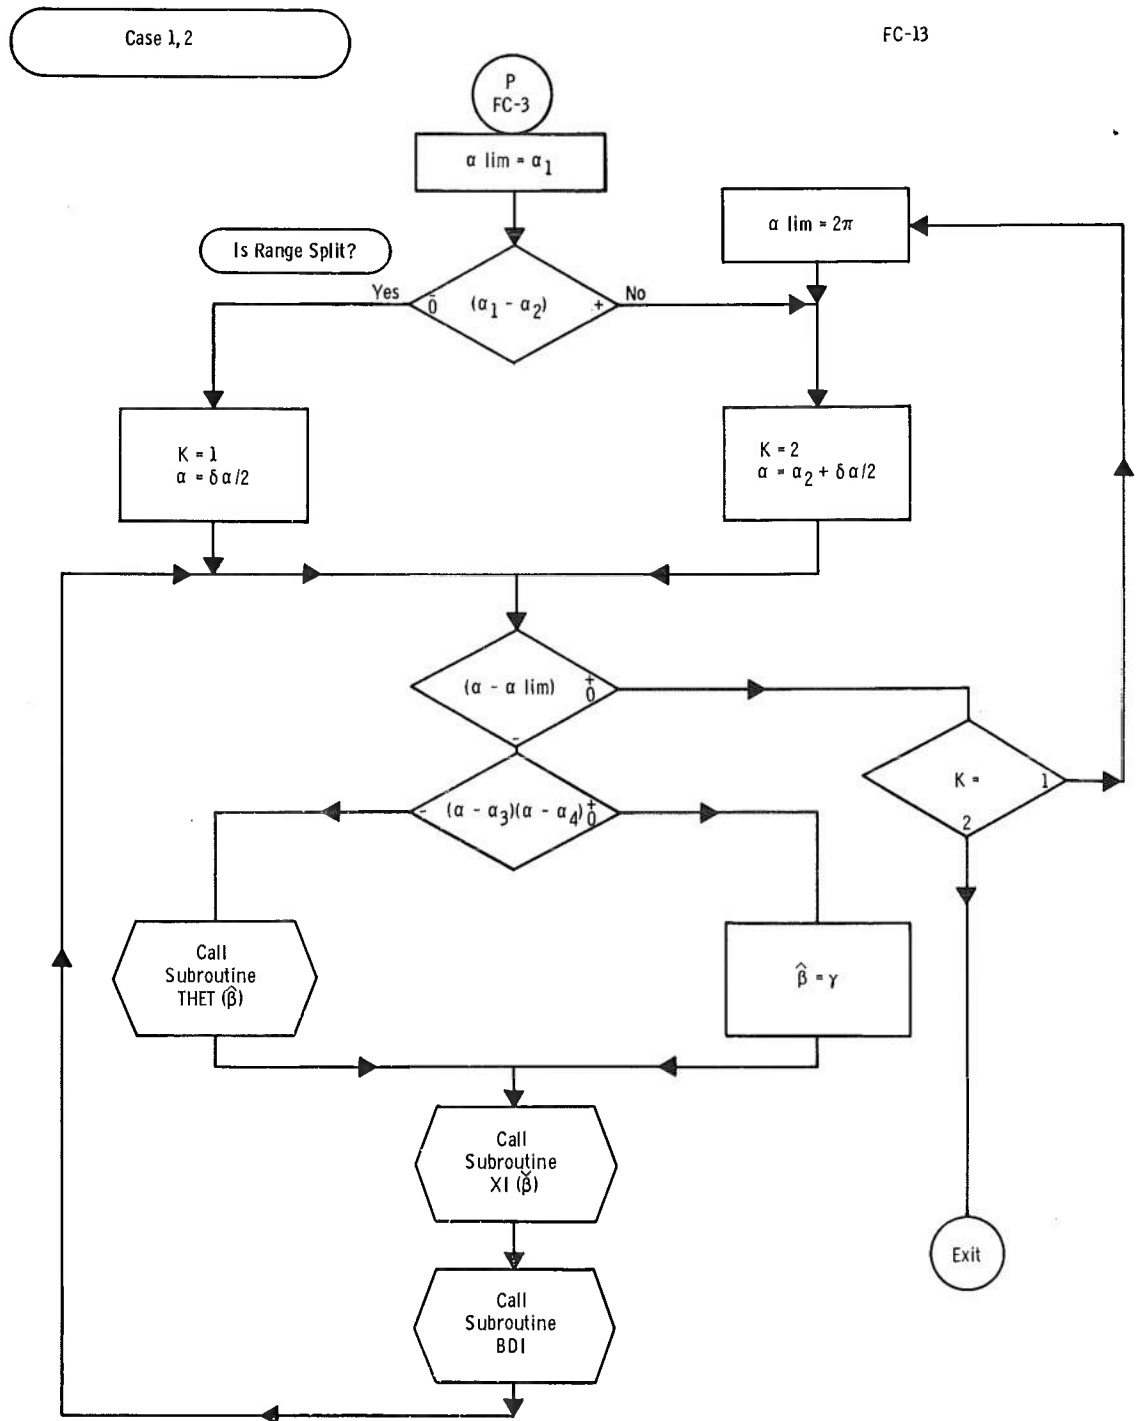 Case 1, 2
FC-13
P
FC-3
α lim = α1
α lim = 2π
Is Range Split?
Yes
-
0
(α1 - α2)
+
No
K = 1
α = δα/2
K = 2
α = α2 + δα/2
(α - α lim)
+
0
-
K =
1
2
-
(α - α3)(α - α4)
+
0
Call
Subroutine
THET (β̂)
β̂ = γ
Call
Subroutine
XI (β̌)
Exit
Call
Subroutine
BDI